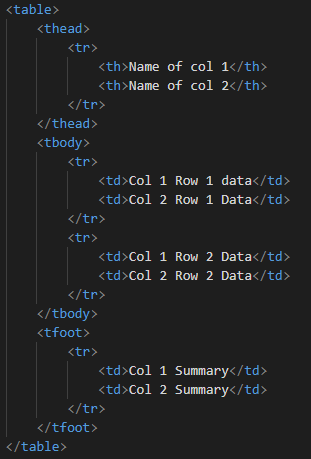 <table>
    <thead>
        <tr>
            <th>Name of col 1</th>
            <th>Name of col 2</th>
        </tr>
    </thead>
    <tbody>
        <tr>
            <td>Col 1 Row 1 data</td>
            <td>Col 2 Row 1 Data</td>
        </tr>
        <tr>
            <td>Col 1 Row 2 Data</td>
            <td>Col 2 Row 2 Data</td>
        </tr>
    </tbody>
    <tfoot>
        <tr>
            <td>Col 1 Summary</td>
            <td>Col 2 Summary</td>
        </tr>
    </tfoot>
</table>